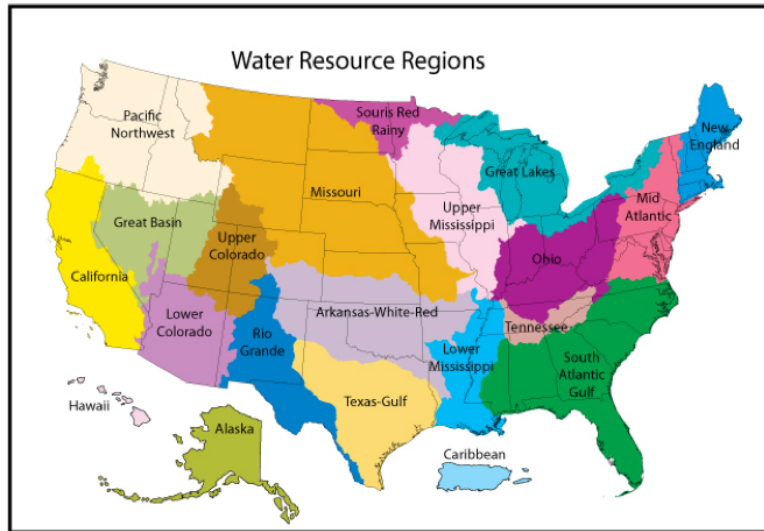 Water Resource Regions
Pacific
Northwest
Souris Red
Rainy
New
England
Great Lakes
Missouri
Mid
Atlantic
Upper
Mississippi
Great Basin
Upper
Colorado
Ohio
California
Lower
Colorado
Rio
Grande
Arkansas-White-Red
Tennessee
Lower
Mississippi
South
Atlantic
Gulf
Texas-Gulf
Hawaii
Alaska
Caribbean